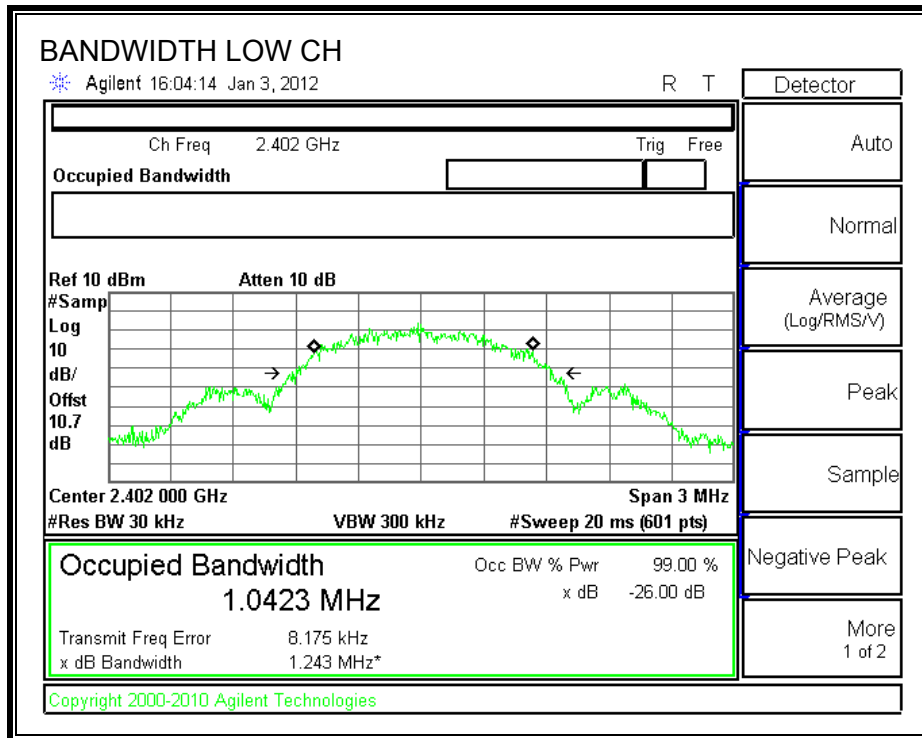 BANDWIDTH LOW CH
Agilent 16:04:14 Jan 3, 2012 R T
Detector
Ch Freq 2.402 GHz Trig Free
Occupied Bandwidth
Auto
Normal
Ref 10 dBm Atten 10 dB
#Samp
Log
10
dB/
Offst
10.7
dB
Average
(Log/RMS/V)
Peak
Sample
Center 2.402 000 GHz Span 3 MHz
#Res BW 30 kHz VBW 300 kHz #Sweep 20 ms (601 pts)
Negative Peak
Occupied Bandwidth Occ BW % Pwr 99.00 %
1.0423 MHz x dB -26.00 dB
Transmit Freq Error 8.175 kHz
x dB Bandwidth 1.243 MHz*
More
1 of 2
Copyright 2000-2010 Agilent Technologies